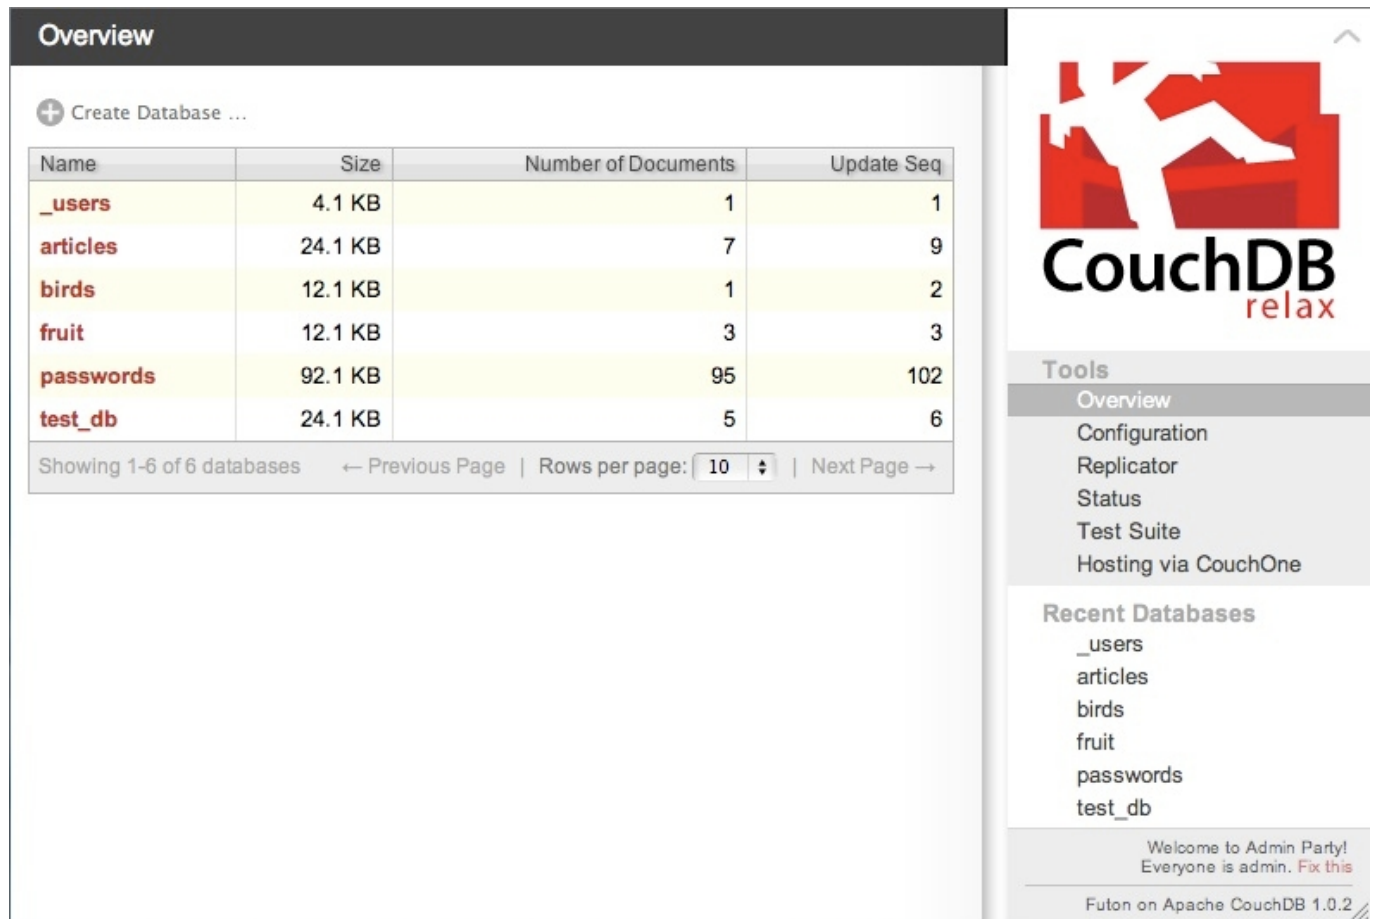 Overview
Create Database ...
Name Size Number of Documents Update Seq
_users 4.1 KB 1 1
articles 24.1 KB 7 9
birds 12.1 KB 1 2
fruit 12.1 KB 3 3
passwords 92.1 KB 95 102
test_db 24.1 KB 5 6
Showing 1-6 of 6 databases ← Previous Page | Rows per page: 10 | Next Page →
CouchDB
relax
Tools
Overview
Configuration
Replicator
Status
Test Suite
Hosting via CouchOne
Recent Databases
_users
articles
birds
fruit
passwords
test_db
Welcome to Admin Party!
Everyone is admin. Fix this
Futon on Apache CouchDB 1.0.2